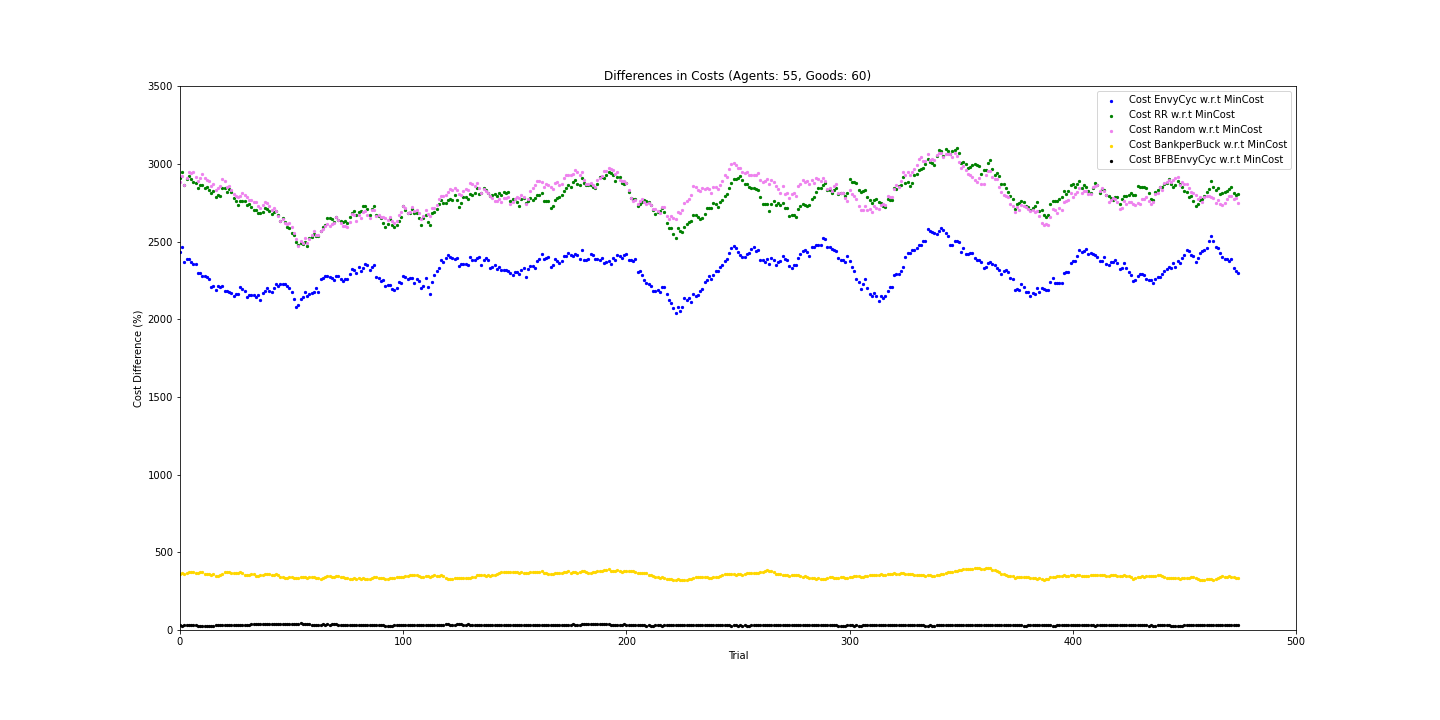 Differences in Costs (Agents: 55, Goods: 60)
3500
3000
2500
2000
1500
1000
500
0
Cost Difference (%)
Cost EnvyCyc w.r.t MinCost
Cost RR w.r.t MinCost
Cost Random w.r.t MinCost
Cost BankperBuck w.r.t MinCost
Cost BFBEnvyCyc w.r.t MinCost
0 100 200 300 400 500
Trial